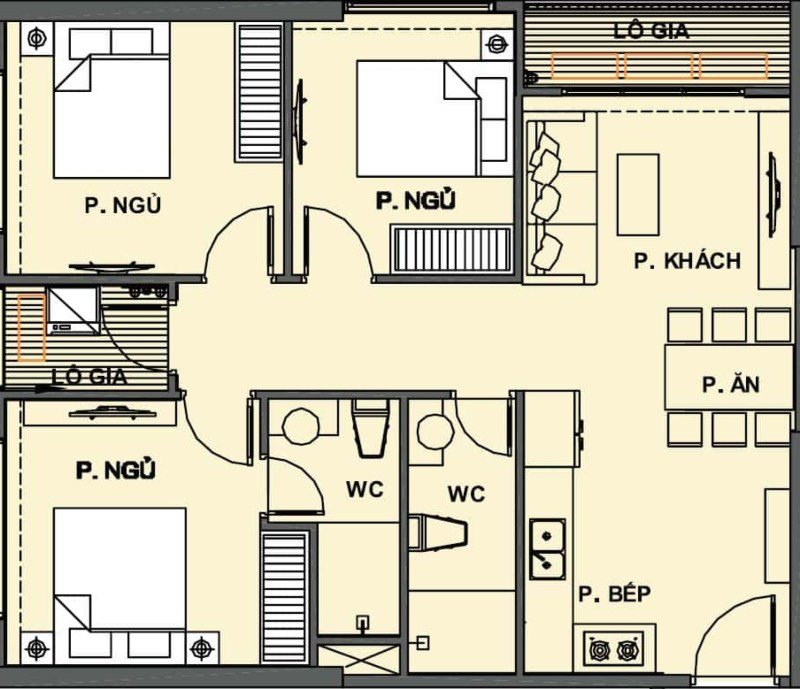 LÔ GIA
P. NGỦ
P. NGỦ
P. KHÁCH
LÔ GIA
P. ĂN
P. NGỦ
WC
WC
P. BẾP